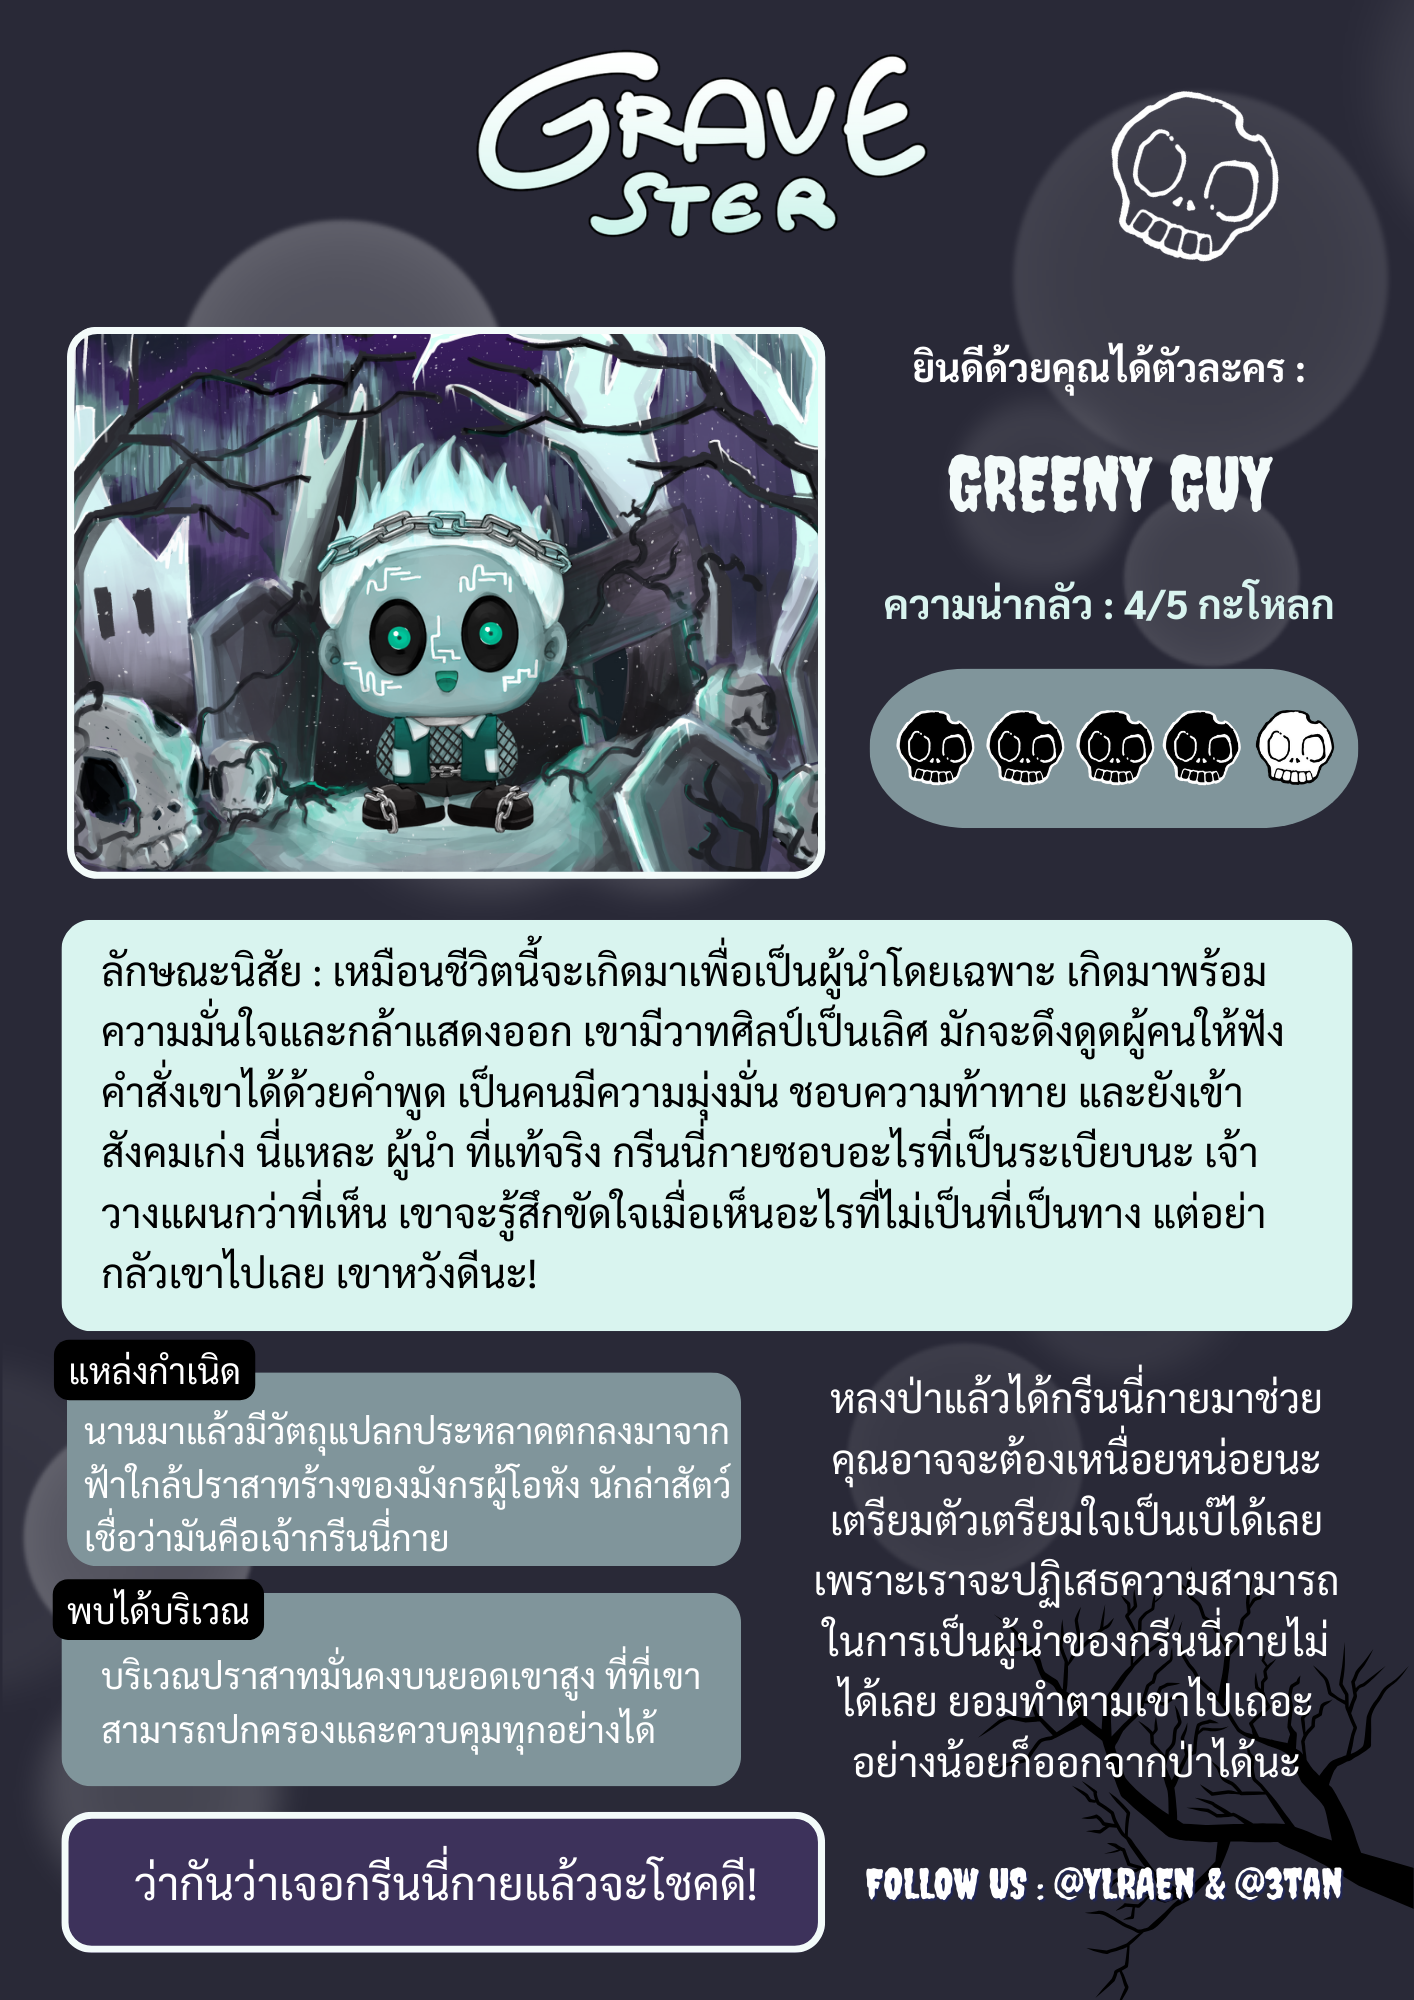 GRAVE
STER
ยินดีด้วยคุณได้ตัวละคร :
GREENY GUY
ความน่ากลัว : 4/5 กะโหลก
ลักษณะนิสัย : เหมือนชีวิตนี้จะเกิดมาเพื่อเป็นผู้นำโดยเฉพาะ เกิดมาพร้อม
ความมั่นใจและกล้าแสดงออก เขามีวาทศิลป์เป็นเลิศ มักจะดึงดูดผู้คนให้ฟัง
คำสั่งเขาได้ด้วยคำพูด เป็นคนมีความมุ่งมั่น ชอบความท้าทาย และยังเข้า
สังคมเก่ง นี่แหละ ผู้นำ ที่แท้จริง กรีนนี่กายชอบอะไรที่เป็นระเบียบนะ เจ้า
วางแผนกว่าที่เห็น เขาจะรู้สึกขัดใจเมื่อเห็นอะไรที่ไม่เป็นที่เป็นทาง แต่อย่า
กลัวเขาไปเลย เขาหวังดีนะ!
แหล่งกำเนิด
นานมาแล้วมีวัตถุแปลกประหลาดตกลงมาจาก
ฟ้าใกล้ปราสาทร้างของมังกรผู้โอหัง นักล่าสัตว์
เชื่อว่ามันคือเจ้ากรีนนี่กาย
พบได้บริเวณ
บริเวณปราสาทมั่นคงบนยอดเขาสูง ที่ที่เขา
สามารถปกครองและควบคุมทุกอย่างได้
หลงป่าแล้วได้กรีนนี่กายมาช่วย
คุณอาจจะต้องเหนื่อยหน่อยนะ
เตรียมตัวเตรียมใจเป็นเบ๊ได้เลย
เพราะเราจะปฏิเสธความสามารถ
ในการเป็นผู้นำของกรีนนี่กายไม่
ได้เลย ยอมทำตามเขาไปเถอะ
อย่างน้อยก็ออกจากป่าได้นะ
ว่ากันว่าเจอกรีนนี่กายแล้วจะโชคดี!
FOLLOW US : @YLRAEN & @3TAN